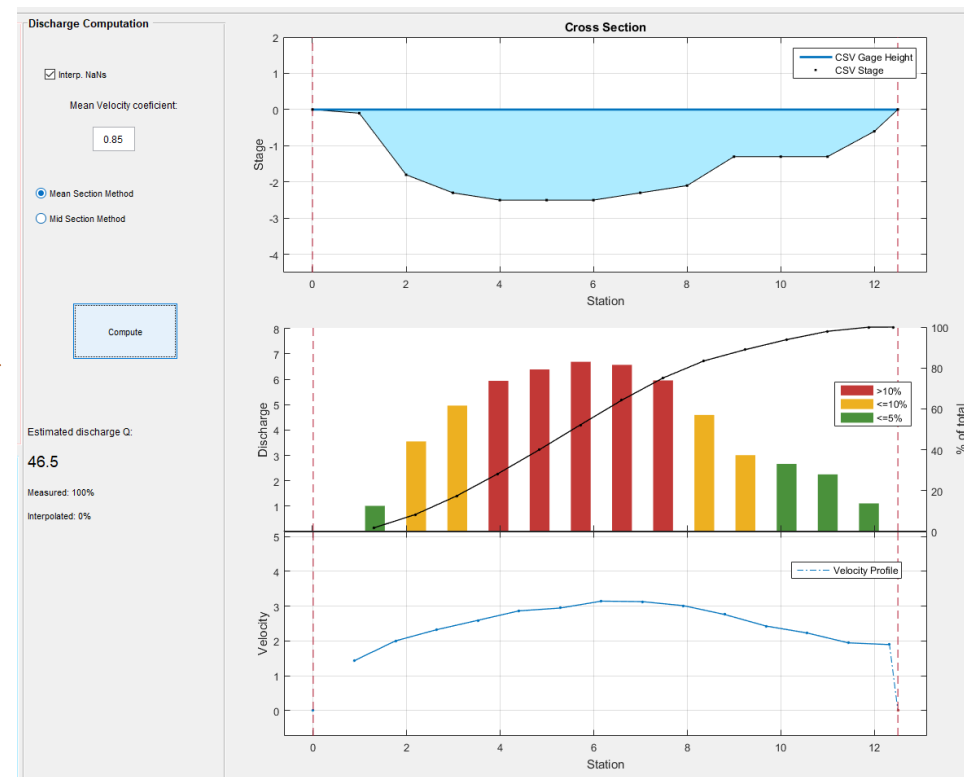 Discharge Computation
Interp. NaNs
Mean Velocity coeficient:
0.85
Mean Section Method
Mid Section Method
Compute
Estimated discharge Q:
46.5
Measured: 100%
Interpolated: 0%
Cross Section
2
1
0
-1
-2
-3
-4
Stage
CSV Gage Height
CSV Stage
0 2 4 6 8 10 12
Station
8
7
6
5
4
3
2
1
Discharge
>10%
<=10%
<=5%
100
80
60
40
20
0
% of total
5
4
3
2
1
0
Velocity
Velocity Profile
0 2 4 6 8 10 12
Station